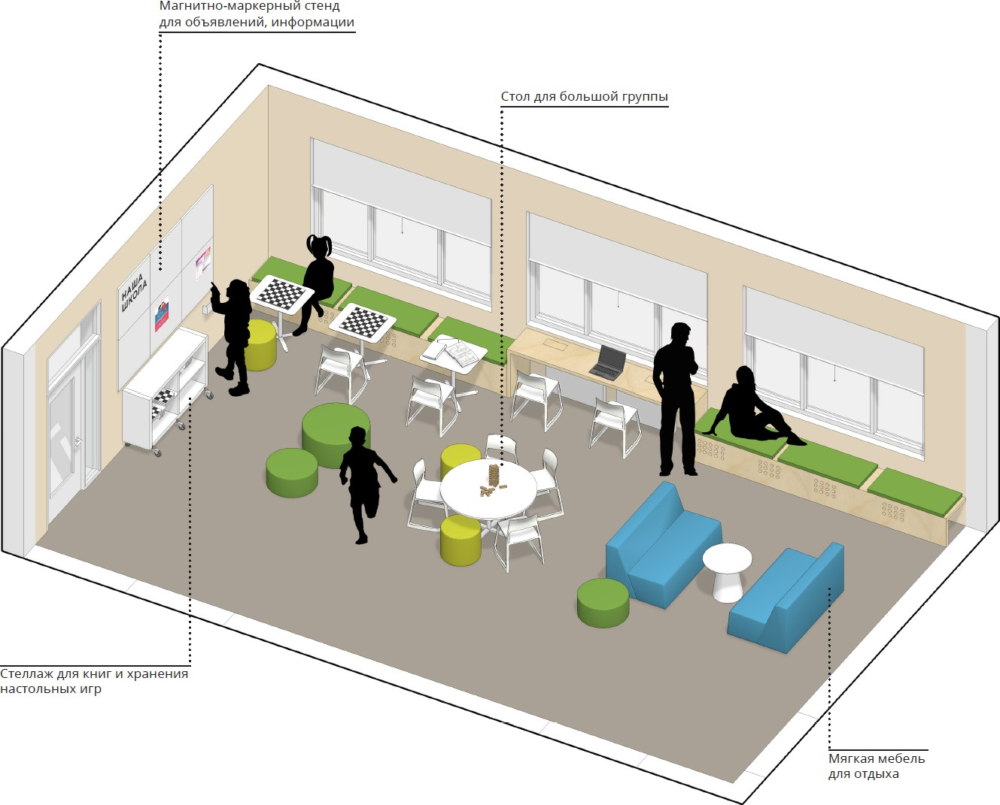 Магнитно-маркерный стенд
для объявлений, информации
Стол для большой группы
НАША
ШКОЛА
Стеллаж для книг и хранения
настольных игр
Мягкая мебель
для отдыха